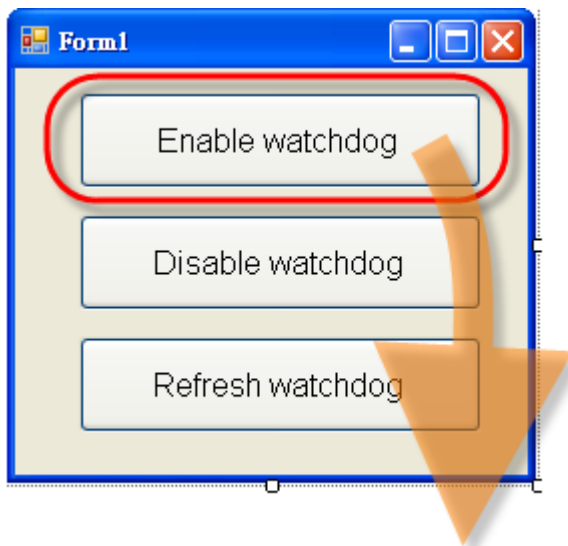 Form1
Enable watchdog
Disable watchdog
Refresh watchdog